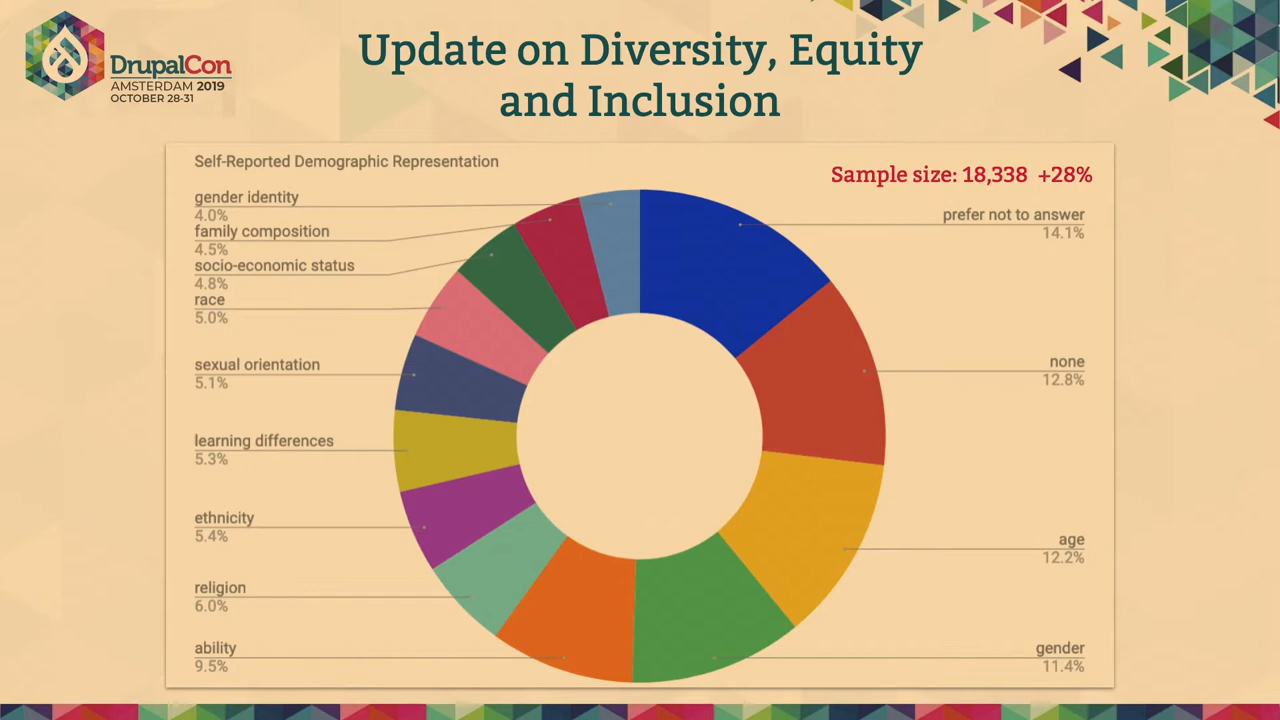 DrupalCon
AMSTERDAM 2019
OCTOBER 28-31
Update on Diversity, Equity
and Inclusion
Self-Reported Demographic Representation
Sample size: 18,338 +28%
gender identity
4.0%
family composition
4.5%
socio-economic status
4.8%
race
5.0%
sexual orientation
5.1%
learning differences
5.3%
ethnicity
5.4%
religion
6.0%
ability
9.5%
prefer not to answer
14.1%
none
12.8%
age
12.2%
gender
11.4%